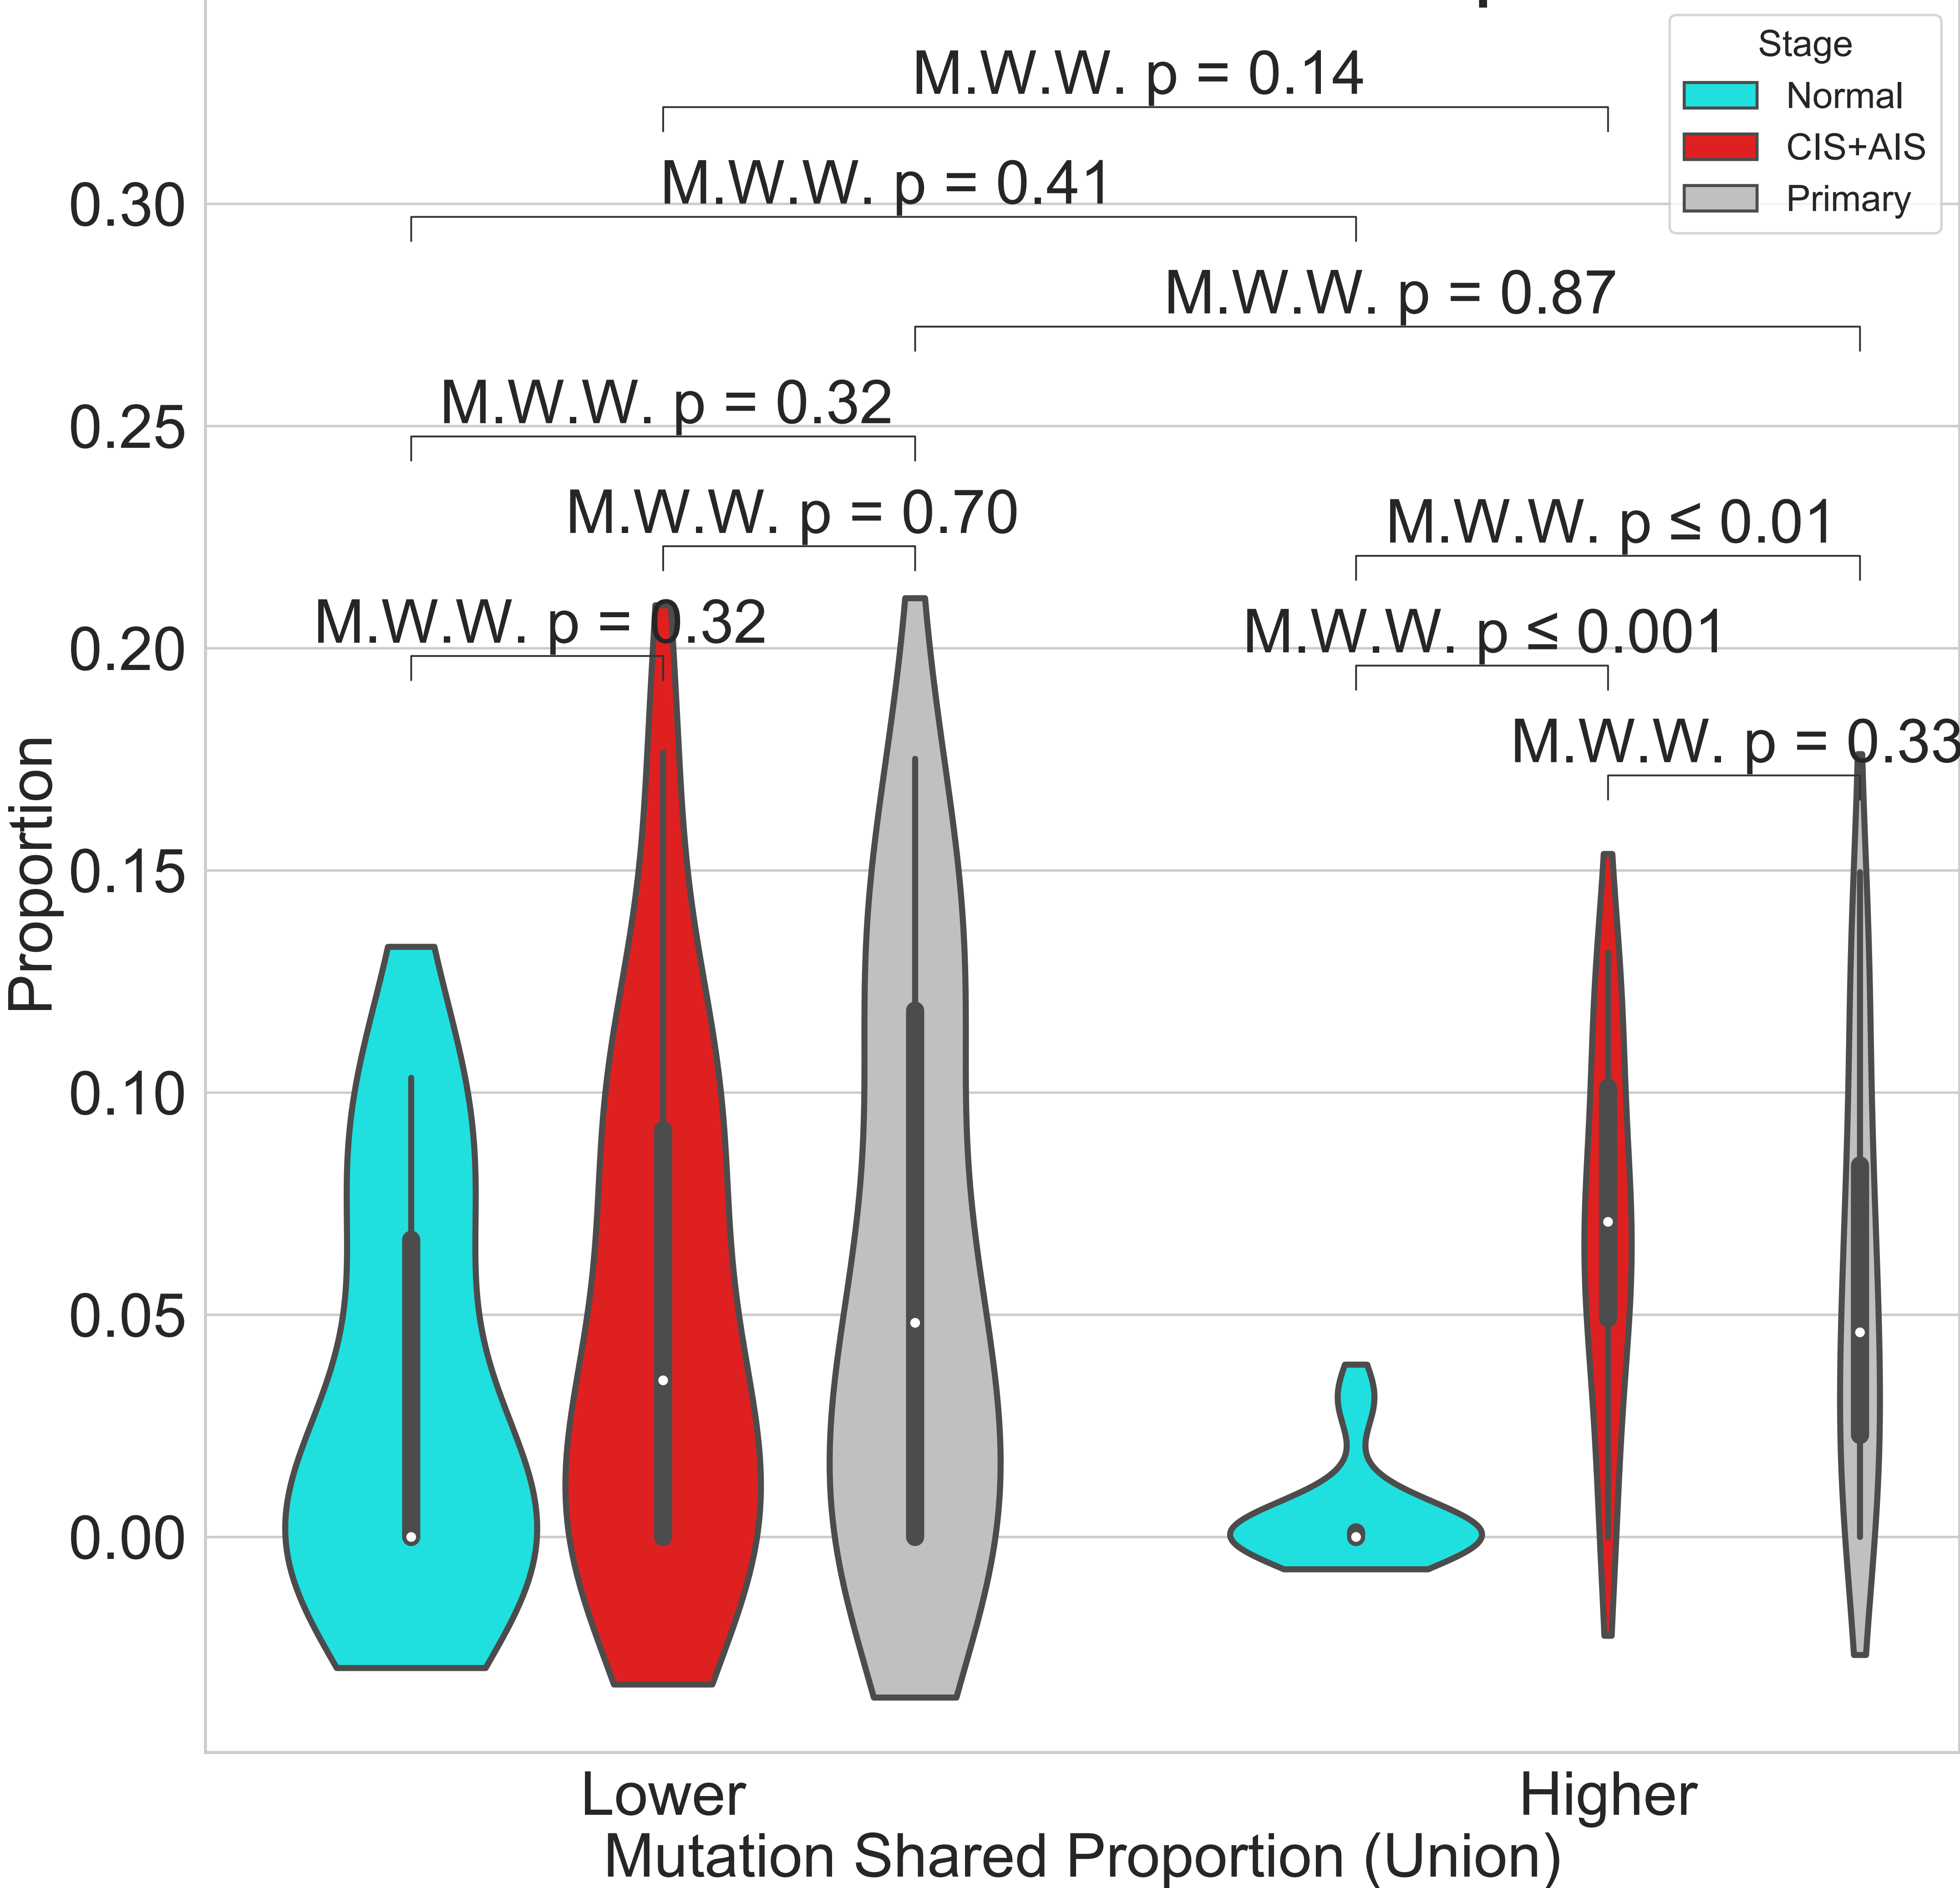 Stage
Normal
CIS+AIS
Primary
M.W.W. p = 0.14
M.W.W. p = 0.41
M.W.W. p = 0.87
M.W.W. p = 0.32
M.W.W. p = 0.70
M.W.W. p ≤ 0.01
M.W.W. p = 0.32
M.W.W. p ≤ 0.001
M.W.W. p = 0.33
0.30
0.25
0.20
0.15
0.10
0.05
0.00
Proportion
Lower
Higher
Mutation Shared Proportion (Union)